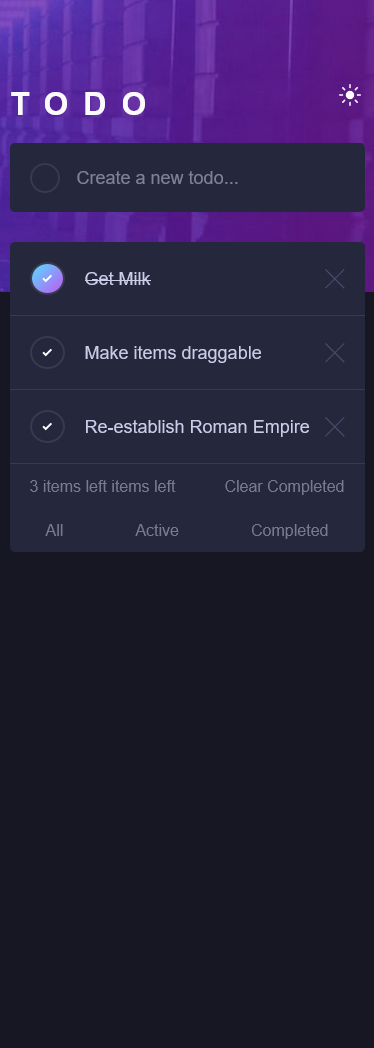 TODO
Create a new todo...
Get Milk
Make items draggable
Re-establish Roman Empire
3 items left items left Clear Completed
All Active Completed